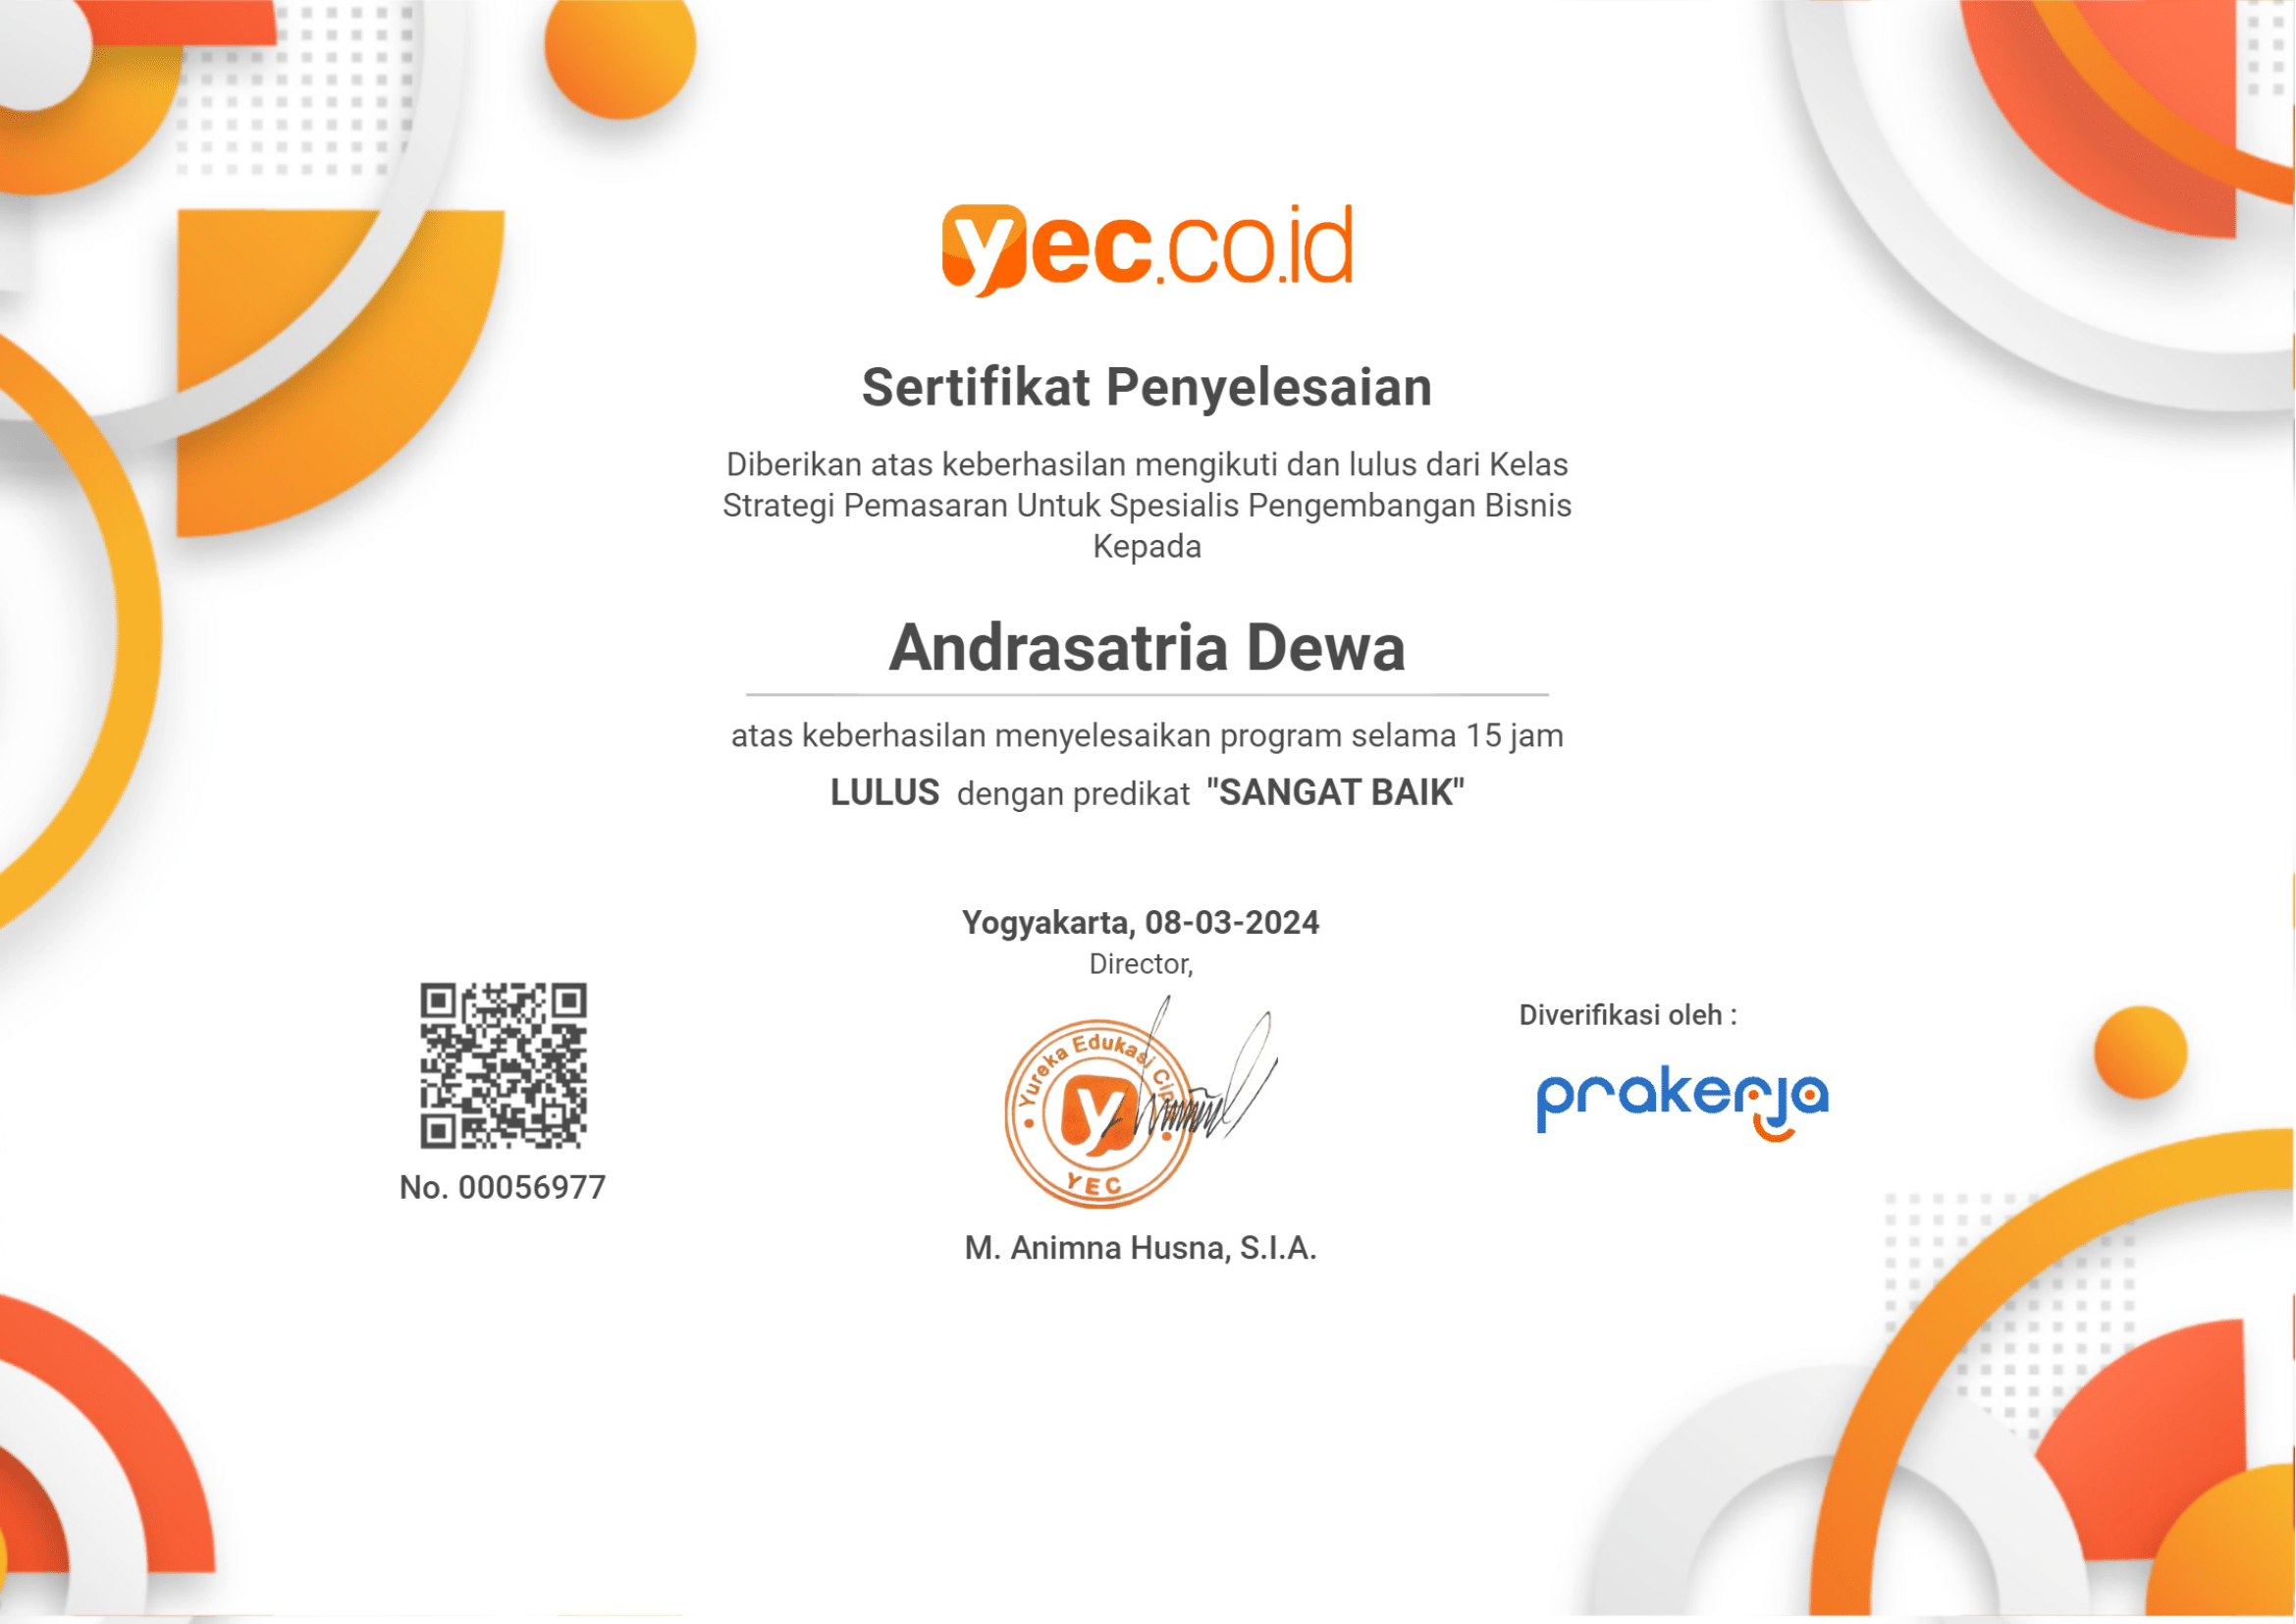 yec.co.id
Sertifikat Penyelesaian
Diberikan atas keberhasilan mengikuti dan lulus dari Kelas
Strategi Pemasaran Untuk Spesialis Pengembangan Bisnis
Kepada
Andrasatria Dewa
atas keberhasilan menyelesaikan program selama 15 jam
LULUS dengan predikat "SANGAT BAIK"
Yogyakarta, 08-03-2024
Director,
Yureka Edukasi
YEC
M. Animna Husna, S.I.A.
No. 00056977
Diverifikasi oleh :
prakerja